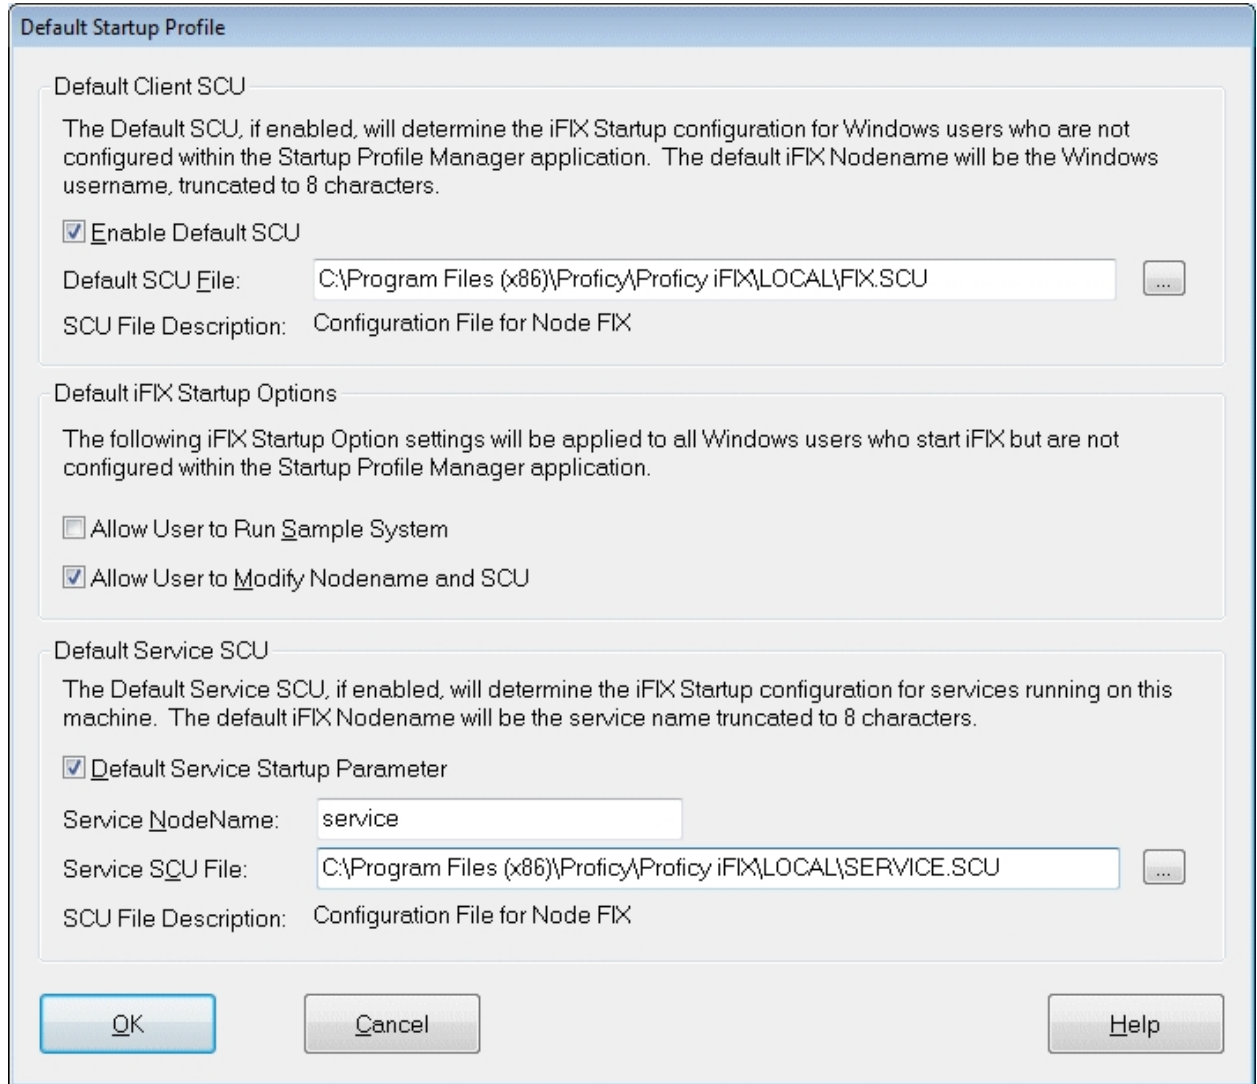 Default Startup Profile
Default Client SCU
The Default SCU, if enabled, will determine the iFIX Startup configuration for Windows users who are not
configured within the Startup Profile Manager application.  The default iFIX Nodename will be the Windows
username, truncated to 8 characters.
Enable Default SCU
Default SCU File: C:\Program Files (x86)\Proficy\Proficy iFIX\LOCAL\FIX.SCU ...
SCU File Description: Configuration File for Node FIX
Default iFIX Startup Options
The following iFIX Startup Option settings will be applied to all Windows users who start iFIX but are not
configured within the Startup Profile Manager application.
Allow User to Run Sample System
Allow User to Modify Nodename and SCU
Default Service SCU
The Default Service SCU, if enabled, will determine the iFIX Startup configuration for services running on this
machine.  The default iFIX Nodename will be the service name truncated to 8 characters.
Default Service Startup Parameter
Service NodeName: service
Service SCU File: C:\Program Files (x86)\Proficy\Proficy iFIX\LOCAL\SERVICE.SCU ...
SCU File Description: Configuration File for Node FIX
OK Cancel Help